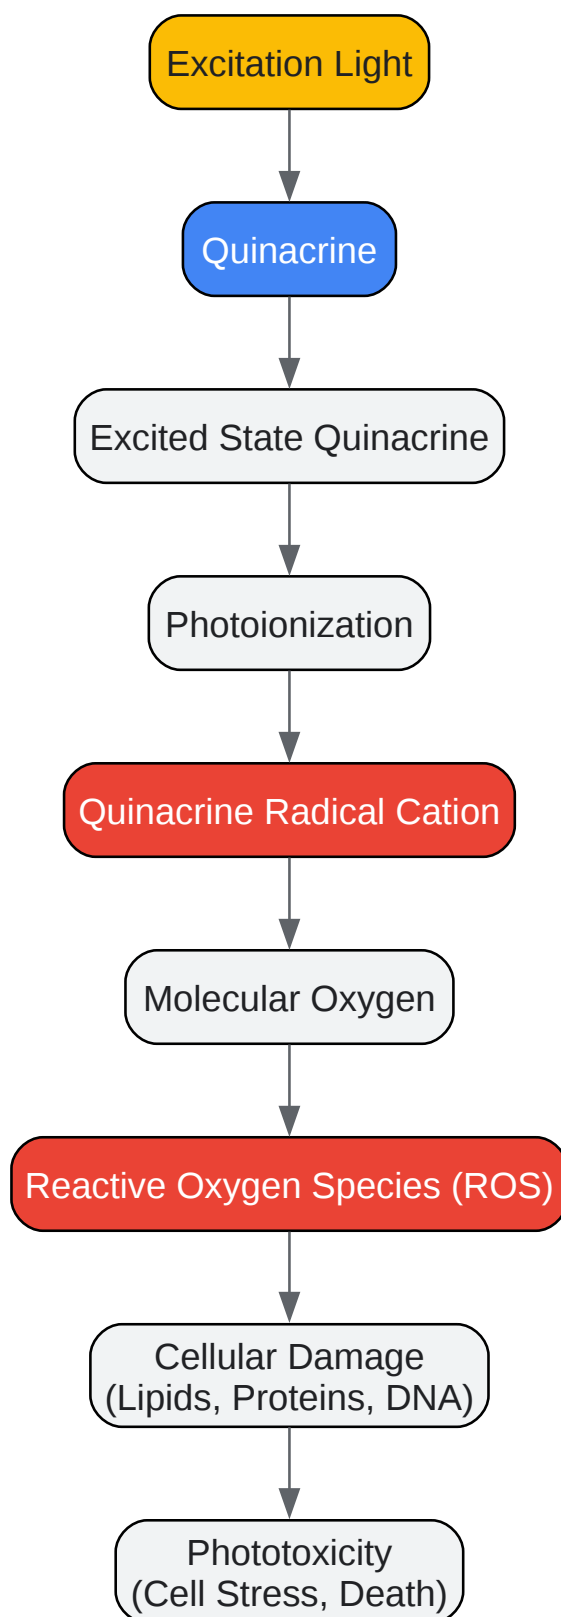 Excitation Light
Quinacrine
Excited State Quinacrine
Photoionization
Quinacrine Radical Cation
Molecular Oxygen
Reactive Oxygen Species (ROS)
Cellular Damage
(Lipids, Proteins, DNA)
Phototoxicity
(Cell Stress, Death)